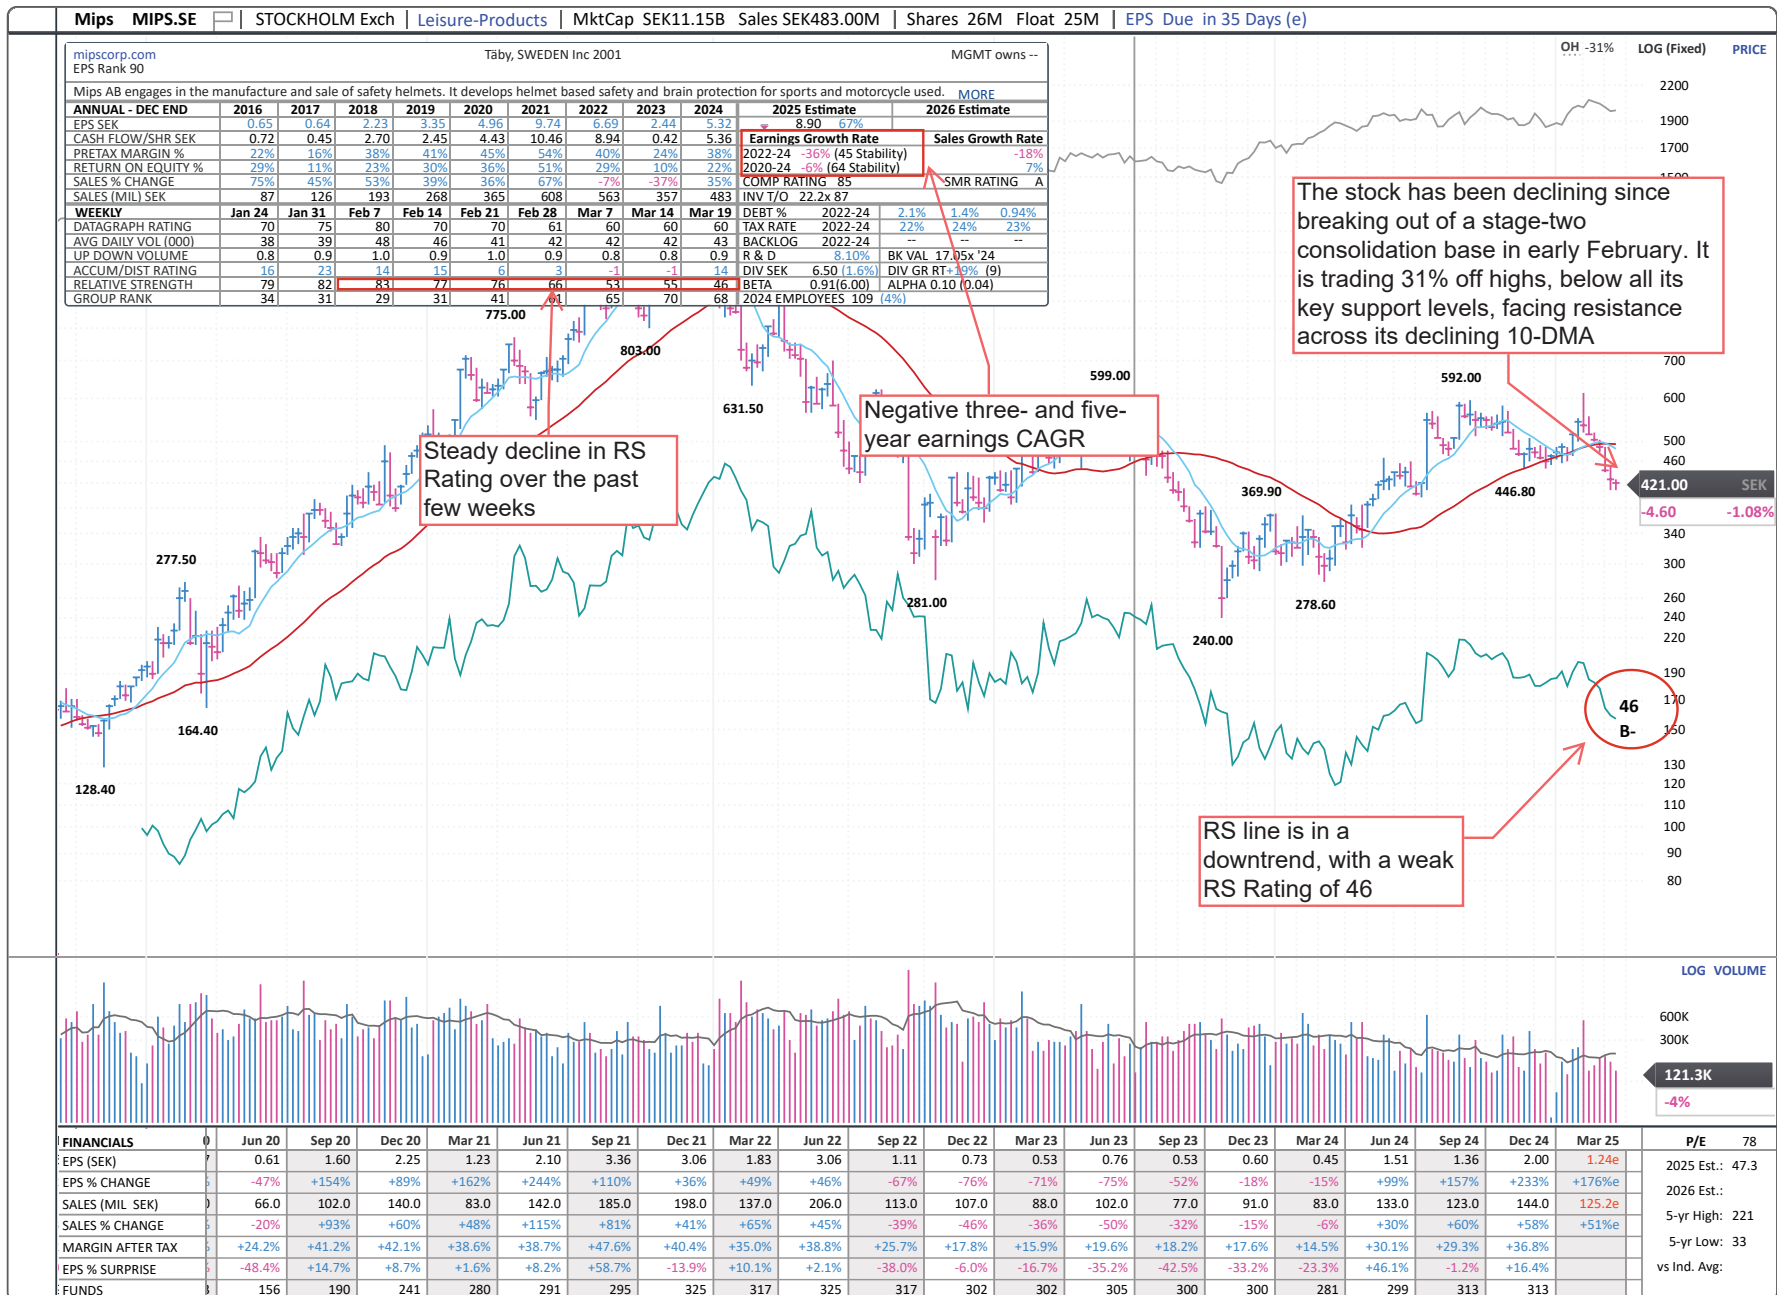 Mips MIPS.SE STOCKHOLM Exch Leisure-Products MktCap SEK11.15B Sales SEK483.00M Shares 26M Float 25M EPS Due in 35 Days (e)
mipscorp.com Täby, SWEDEN Inc 2001 MGMT owns --
EPS Rank 90
Mips AB engages in the manufacture and sale of safety helmets. It develops helmet based safety and brain protection for sports and motorcycle used. MORE
ANNUAL - DEC END 2016 2017 2018 2019 2020 2021 2022 2023 2024 2025 Estimate 2026 Estimate
EPS SEK 0.65 0.64 2.23 3.35 4.96 9.74 6.69 2.44 5.32 8.90 67%
CASH FLOW/SHR SEK 0.72 0.45 2.70 2.45 4.43 10.46 8.94 0.42 5.36 Earnings Growth Rate Sales Growth Rate
PRETAX MARGIN % 22% 16% 38% 41% 45% 54% 40% 24% 38% 2022-24 -36% (45 Stability) -18%
RETURN ON EQUITY % 29% 11% 23% 30% 36% 51% 29% 10% 22% 2020-24 -6% (64 Stability) 7%
SALES % CHANGE 75% 45% 53% 39% 36% 67% -7% -37% 35% COMP RATING 85 SMR RATING A
SALES (MIL) SEK 87 126 193 268 365 608 563 357 483 INV T/O 22.2x 87
WEEKLY Jan 24 Jan 31 Feb 7 Feb 14 Feb 21 Feb 28 Mar 7 Mar 14 Mar 19 DEBT % 2022-24 2.1% 1.4% 0.94%
DATAGRAPH RATING 70 75 80 70 70 61 60 60 60 TAX RATE 2022-24 22% 24% 23%
AVG DAILY VOL (000) 38 39 48 46 41 42 42 42 43 BACKLOG 2022-24 -- -- --
UP DOWN VOLUME 0.8 0.9 1.0 0.9 1.0 0.9 0.8 0.8 0.9 R & D 8.10% BK VAL 17.05x '24
ACCUM/DIST RATING 16 23 14 15 6 3 -1 -1 14 DIV SEK 6.50 (1.6%) DIV GR RT +19% (9)
RELATIVE STRENGTH 79 82 83 77 76 66 53 55 46 BETA 0.91(6.00) ALPHA 0.10 (0.04)
GROUP RANK 34 31 29 31 41 61 65 70 68 2024 EMPLOYEES 109 (4%)
OH -31% LOG (Fixed) PRICE
2200
1900
1700
1500
The stock has been declining since
breaking out of a stage-two
consolidation base in early February. It
is trading 31% off highs, below all its
key support levels, facing resistance
across its declining 10-DMA
775.00
803.00
700
599.00
592.00
600
631.50
Negative three- and five-
year earnings CAGR
500
Steady decline in RS
Rating over the past
few weeks
460
421.00 SEK
369.90
446.80
-4.60 -1.08%
340
277.50
300
281.00
278.60
260
240
240.00
220
190
170
46
B-
164.40
150
128.40
130
120
110
100
90
80
RS line is in a
downtrend, with a weak
RS Rating of 46
LOG VOLUME
600K
300K
121.3K
-4%
FINANCIALS 0 Jun 20 Sep 20 Dec 20 Mar 21 Jun 21 Sep 21 Dec 21 Mar 22 Jun 22 Sep 22 Dec 22 Mar 23 Jun 23 Sep 23 Dec 23 Mar 24 Jun 24 Sep 24 Dec 24 Mar 25
EPS (SEK) 7 0.61 1.60 2.25 1.23 2.10 3.36 3.06 1.83 3.06 1.11 0.73 0.53 0.76 0.53 0.60 0.45 1.51 1.36 2.00 1.24e
EPS % CHANGE % -47% +154% +89% +162% +244% +110% +36% +49% +46% -67% -76% -71% -75% -52% -18% -15% +99% +157% +233% +176%e
SALES (MIL SEK) 0 66.0 102.0 140.0 83.0 142.0 185.0 198.0 137.0 206.0 113.0 107.0 88.0 102.0 77.0 91.0 83.0 133.0 123.0 144.0 125.2e
SALES % CHANGE % -20% +93% +60% +48% +115% +81% +41% +65% +45% -39% -46% -36% -50% -32% -15% -6% +30% +60% +58% +51%e
MARGIN AFTER TAX % +24.2% +41.2% +42.1% +38.6% +38.7% +47.6% +40.4% +35.0% +38.8% +25.7% +17.8% +15.9% +19.6% +18.2% +17.6% +14.5% +30.1% +29.3% +36.8%
EPS % SURPRISE % -48.4% +14.7% +8.7% +1.6% +8.2% +58.7% -13.9% +10.1% +2.1% -38.0% -6.0% -16.7% -35.2% -42.5% -33.2% -23.3% +46.1% -1.2% +16.4%
FUNDS 3 156 190 241 280 291 295 325 317 325 317 302 302 305 300 300 281 299 313 313
P/E 78
2025 Est.: 47.3
2026 Est.:
5-yr High: 221
5-yr Low: 33
vs Ind. Avg: